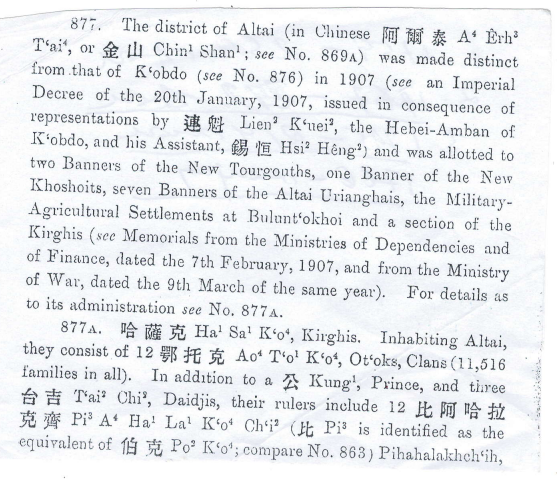 877. The district of Altai (in Chinese 阿爾泰 A⁴ Êrh³
T‘ai⁴, or 金山 Chin¹ Shan¹; see No. 869A) was made distinct
from that of K‘obdo (see No. 876) in 1907 (see an Imperial
Decree of the 20th January, 1907, issued in consequence of
representations by 連魁 Lien² K‘uei², the Hebei-Amban of
K‘obdo, and his Assistant, 錫恒 Hsi² Hêng²) and was allotted to
two Banners of the New Tourgouths, one Banner of the New
Khoshoits, seven Banners of the Altai Urianghais, the Military-
Agricultural Settlements at Bulunt‘okhoi and a section of the
Kirghis (see Memorials from the Ministries of Dependencies and
of Finance, dated the 7th February, 1907, and from the Ministry
of War, dated the 9th March of the same year). For details as
to its administration see No. 877A.
877A. 哈薩克 Ha¹ Sa¹ K‘o⁴, Kirghis. Inhabiting Altai,
they consist of 12 鄂托克 Ao⁴ T‘o¹ K‘o⁴, Ot‘oks, Clans (11,516
families in all). In addition to a 公 Kung¹, Prince, and three
台吉 T‘ai² Chi², Daidjis, their rulers include 12 比阿哈拉
克齊 Pi³ A⁴ Ha¹ La¹ K‘o⁴ Ch‘i² (比 Pi³ is identified as the
equivalent of 伯克 Po² K‘o⁴; compare No. 863) Pihahalakhch‘ih,